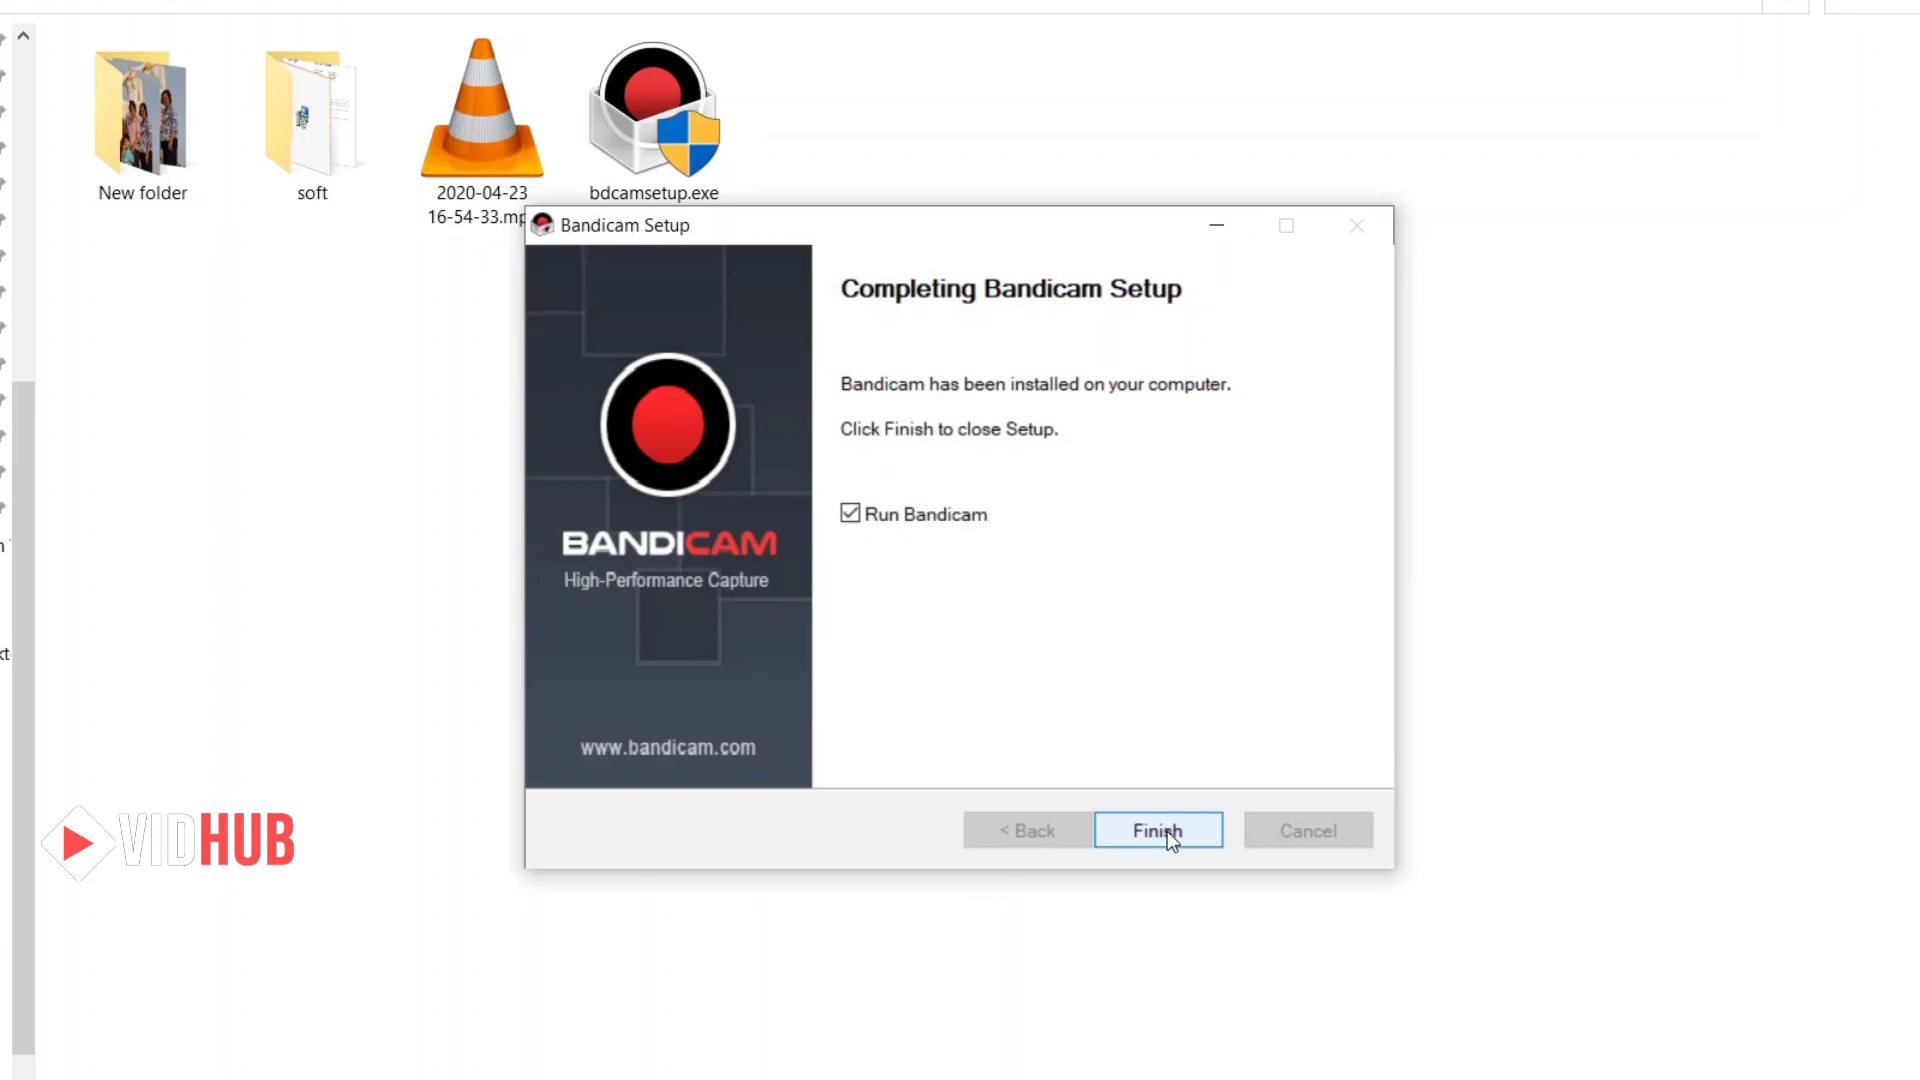 New folder
soft
2020-04-23
16-54-33.mp
bdcamsetup.exe
Bandicam Setup
Completing Bandicam Setup
Bandicam has been installed on your computer.
Click Finish to close Setup.
Run Bandicam
BANDICAM
High-Performance Capture
www.bandicam.com
< Back
Finish
Cancel
VIDHUB